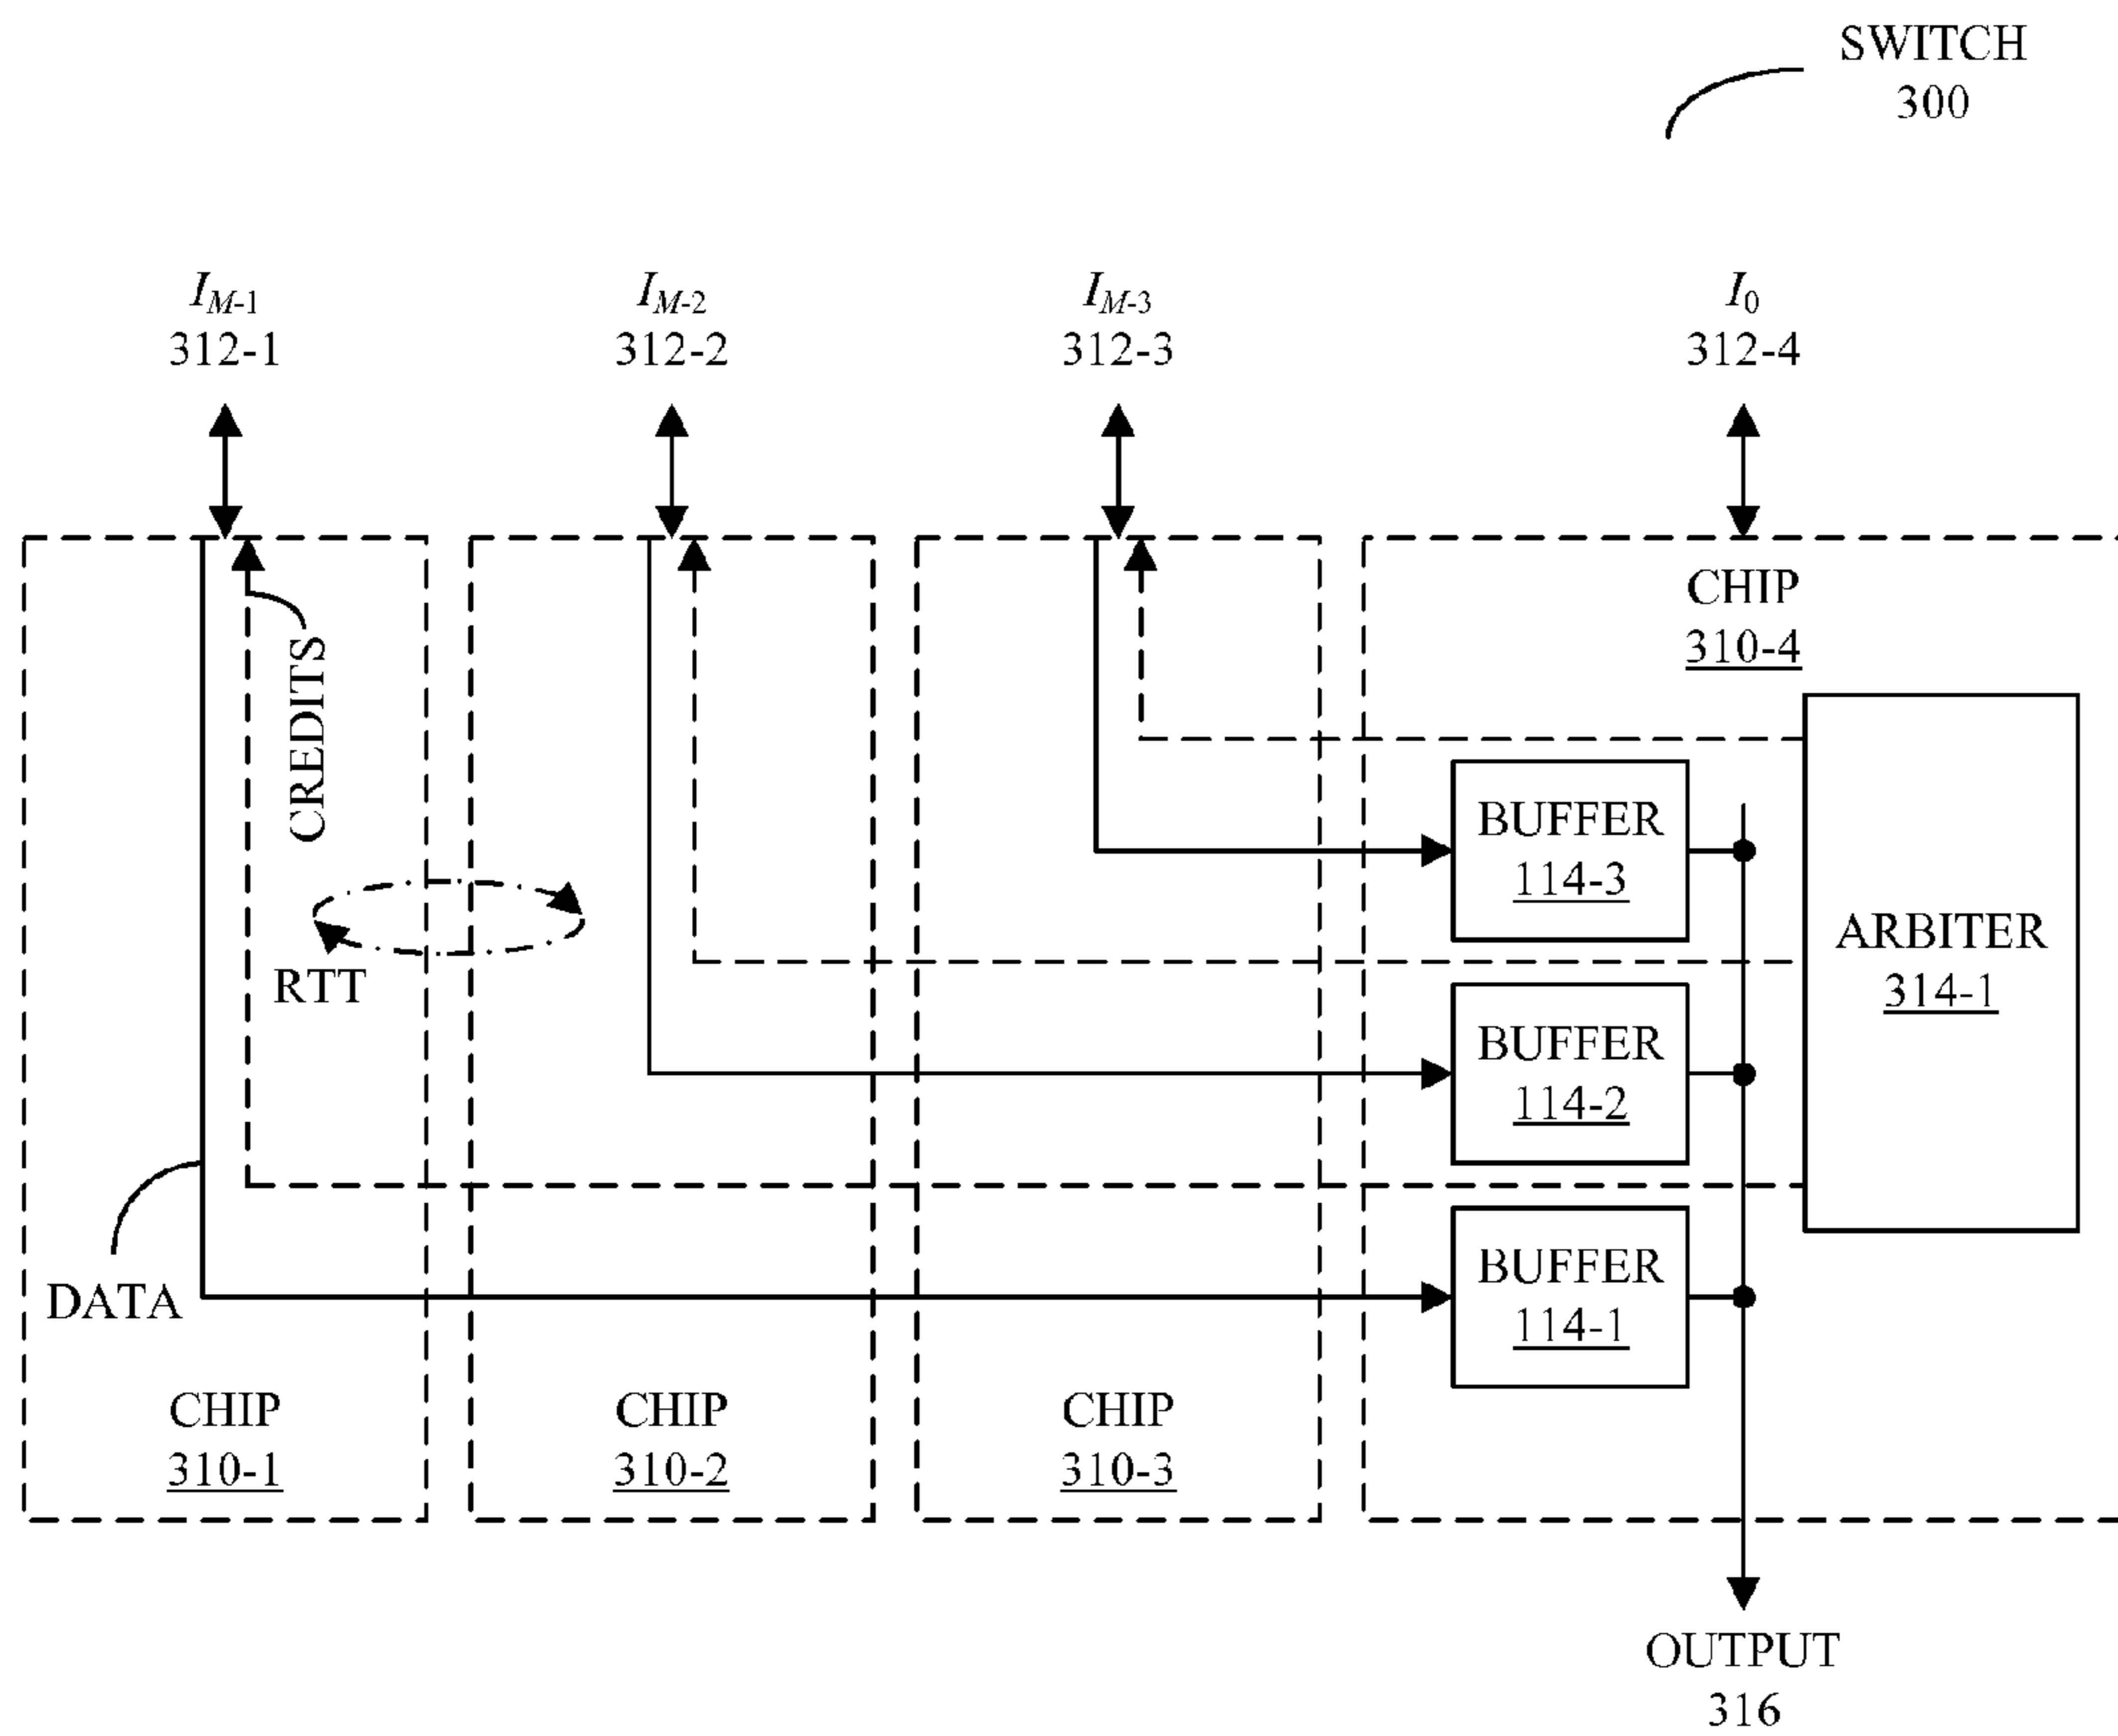 SWITCH
300
I_{M-1}
312-1
I_{M-2}
312-2
I_{M-3}
312-3
I_0
312-4
CHIP
310-4
CREDITS
BUFFER
114-3
ARBITER
314-1
RTT
BUFFER
114-2
BUFFER
114-1
DATA
CHIP
310-1
CHIP
310-2
CHIP
310-3
OUTPUT
316